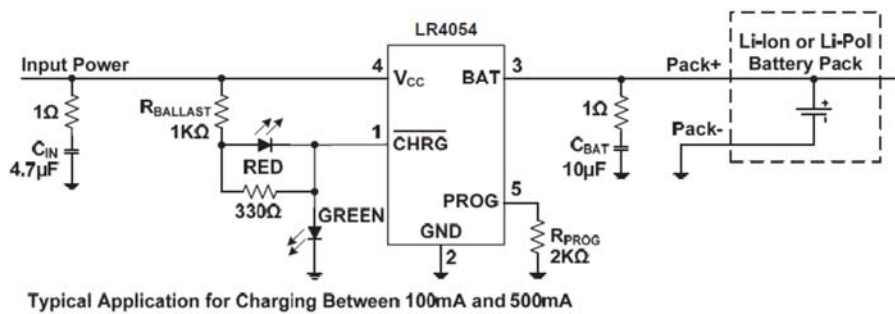 LR4054
Input Power
4
VCC
BAT
3
Pack+
Li-Ion or Li-Pol
Battery Pack
1Ω
CIN
4.7µF
RBALLAST
1KΩ
1
CHRG
RED
330Ω
GREEN
PROG
5
GND
2
RPROG
2KΩ
1Ω
CBAT
10µF
Pack-
+
-
Typical Application for Charging Between 100mA and 500mA